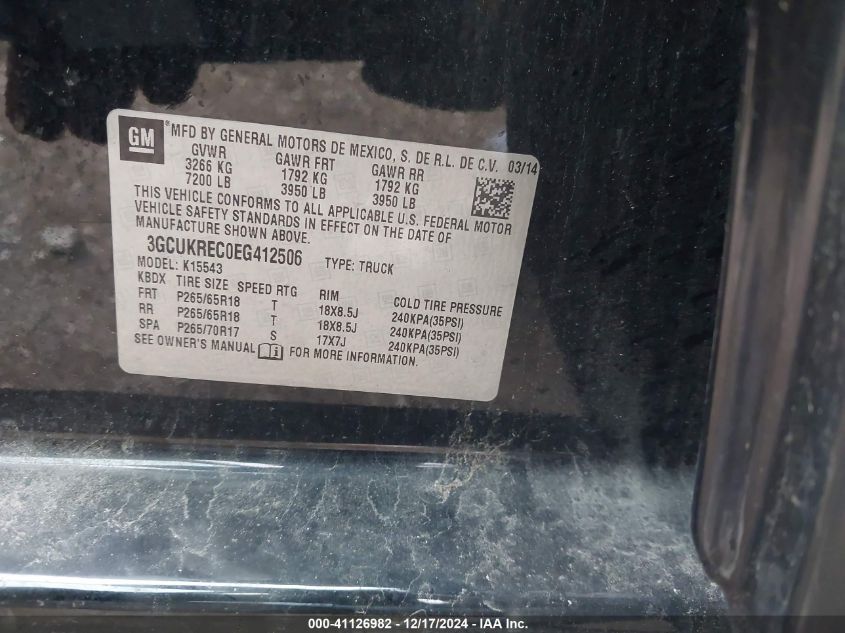 GM ® MFD BY GENERAL MOTORS DE MEXICO, S. DE R.L. DE C.V. 03/14
GVWR GAWR FRT GAWR RR
3266 KG 1792 KG 1792 KG
7200 LB 3950 LB 3950 LB
THIS VEHICLE CONFORMS TO ALL APPLICABLE U.S. FEDERAL MOTOR
VEHICLE SAFETY STANDARDS IN EFFECT ON THE DATE OF
MANUFACTURE SHOWN ABOVE.
3GCUKREC0EG412506 TYPE: TRUCK
MODEL: K15543
KBDX TIRE SIZE SPEED RTG RIM COLD TIRE PRESSURE
FRT P265/65R18 T 18X8.5J 240KPA(35PSI)
RR P265/65R18 T 18X8.5J 240KPA(35PSI)
SPA P265/70R17 S 17X7J 240KPA(35PSI)
SEE OWNER'S MANUAL FOR MORE INFORMATION.
000-41126982 - 12/17/2024 - IAA Inc.